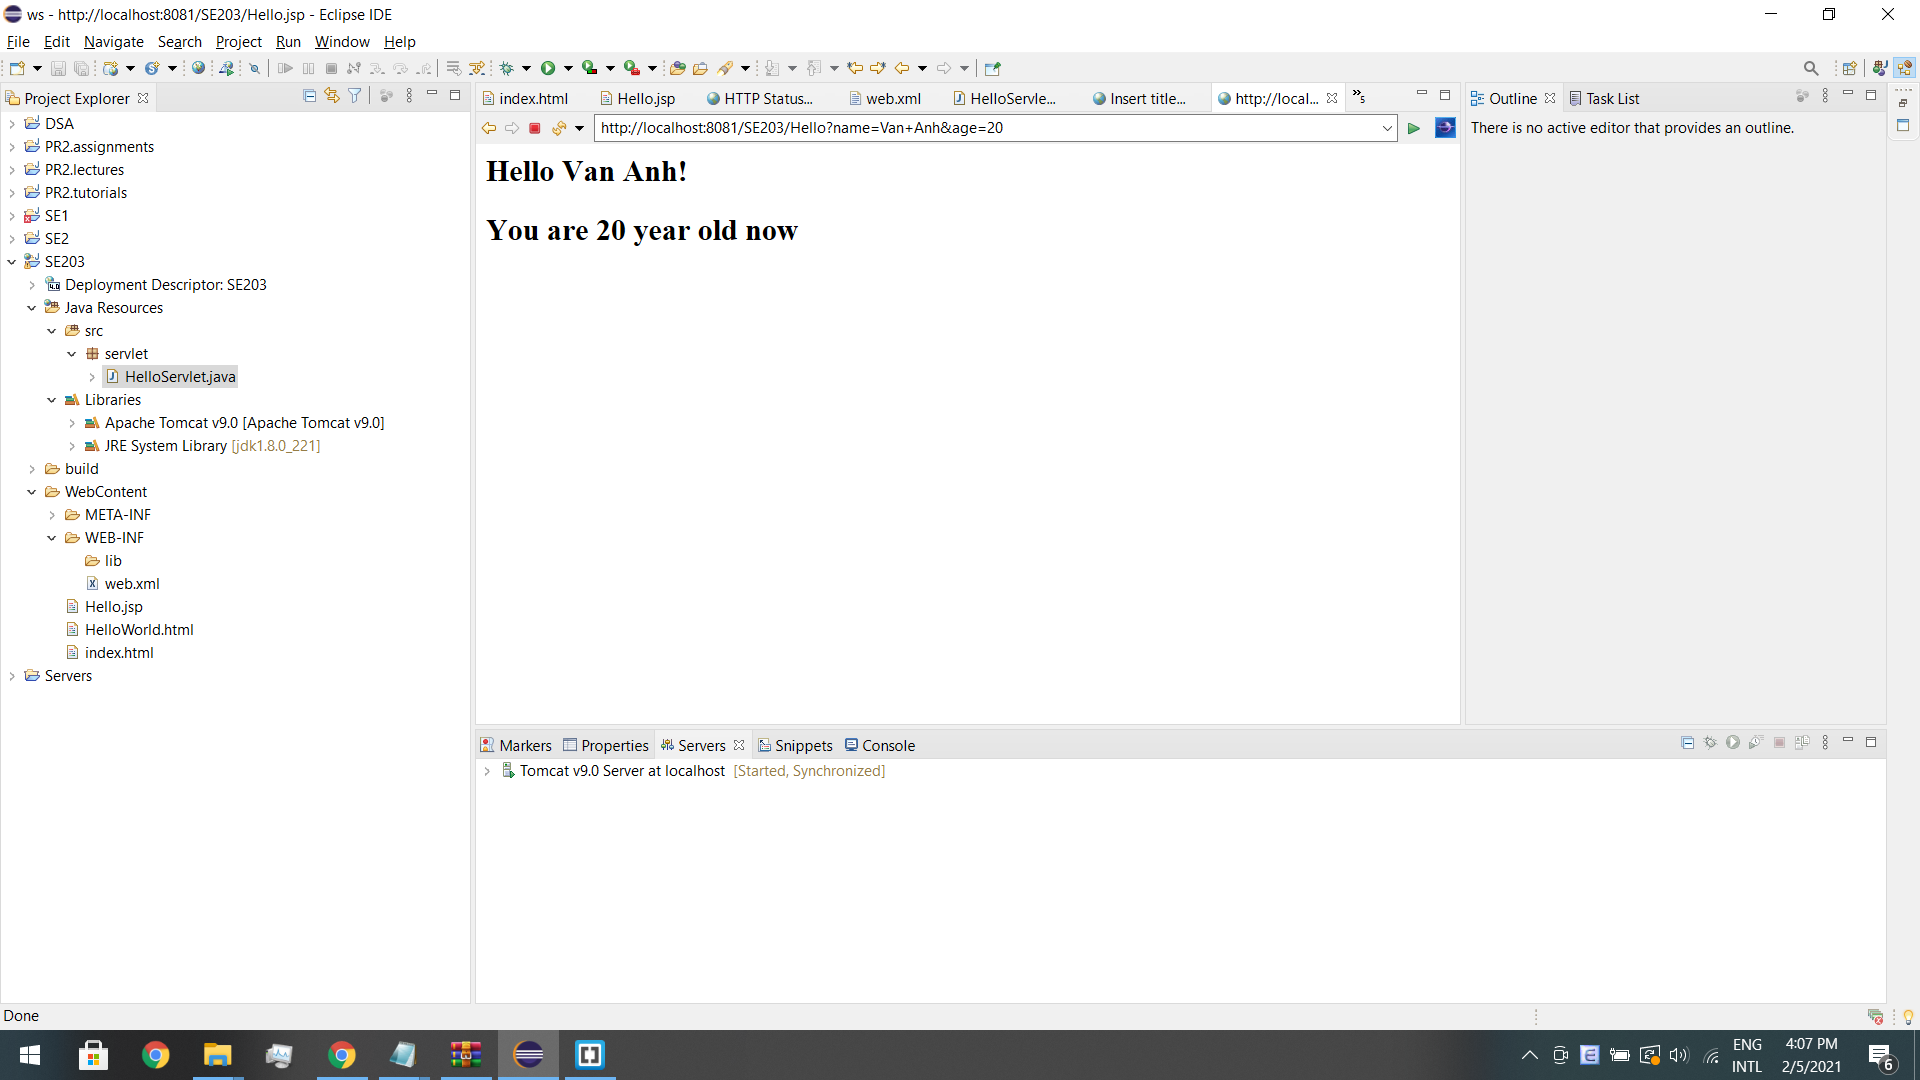 ws - http://localhost:8081/SE203/Hello.jsp - Eclipse IDE
File Edit Navigate Search Project Run Window Help
Project Explorer
DSA
PR2.assignments
PR2.lectures
PR2.tutorials
SE1
SE2
SE203
Deployment Descriptor: SE203
Java Resources
src
servlet
HelloServlet.java
Libraries
Apache Tomcat v9.0 [Apache Tomcat v9.0]
JRE System Library [jdk1.8.0_221]
build
WebContent
META-INF
WEB-INF
lib
web.xml
Hello.jsp
HelloWorld.html
index.html
Servers
index.html Hello.jsp HTTP Status... web.xml HelloServle... Insert title... http://local... »5
http://localhost:8081/SE203/Hello?name=Van+Anh&age=20
Hello Van Anh!
You are 20 year old now
Outline Task List
There is no active editor that provides an outline.
Markers Properties Servers Snippets Console
Tomcat v9.0 Server at localhost [Started, Synchronized]
Done
ENG
INTL
4:07 PM
2/5/2021
6